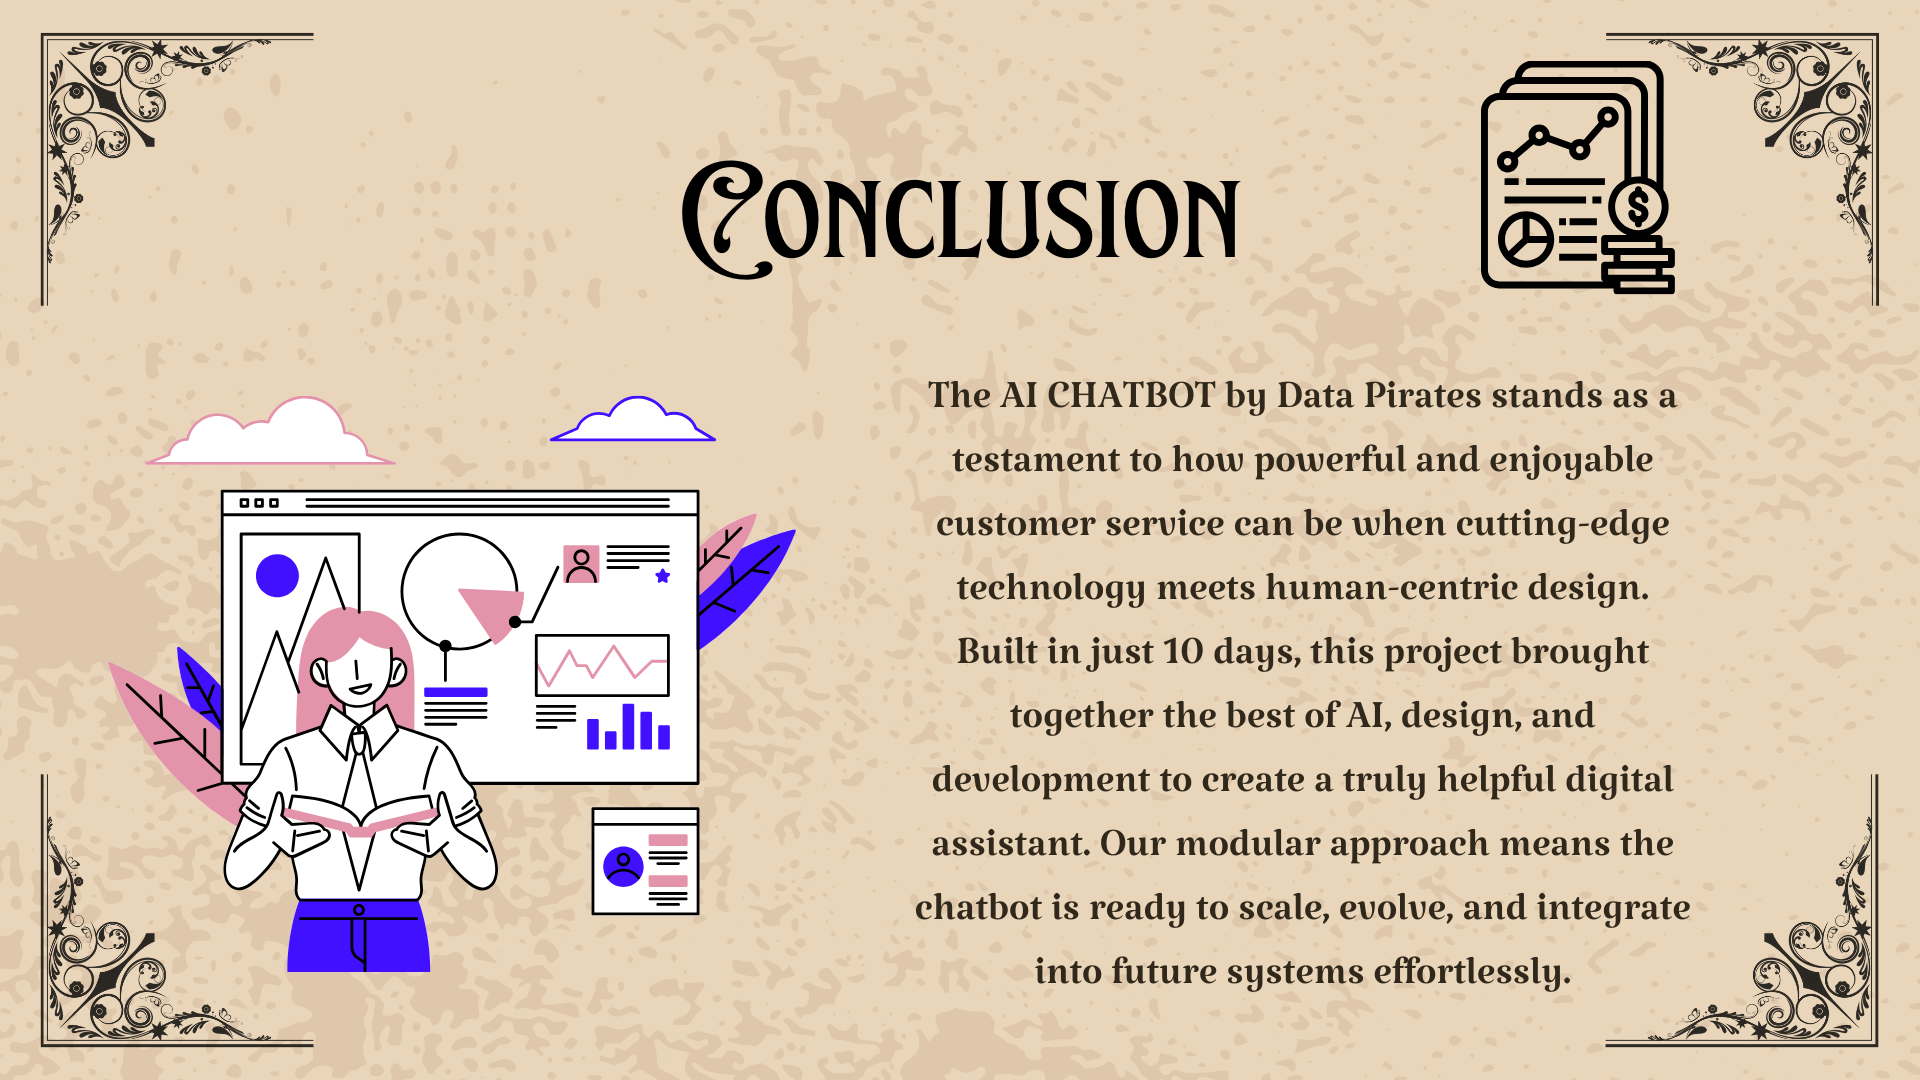 Conclusion
The AI CHATBOT by Data Pirates stands as a
testament to how powerful and enjoyable
customer service can be when cutting-edge
technology meets human-centric design.
Built in just 10 days, this project brought
together the best of AI, design, and
development to create a truly helpful digital
assistant. Our modular approach means the
chatbot is ready to scale, evolve, and integrate
into future systems effortlessly.
$